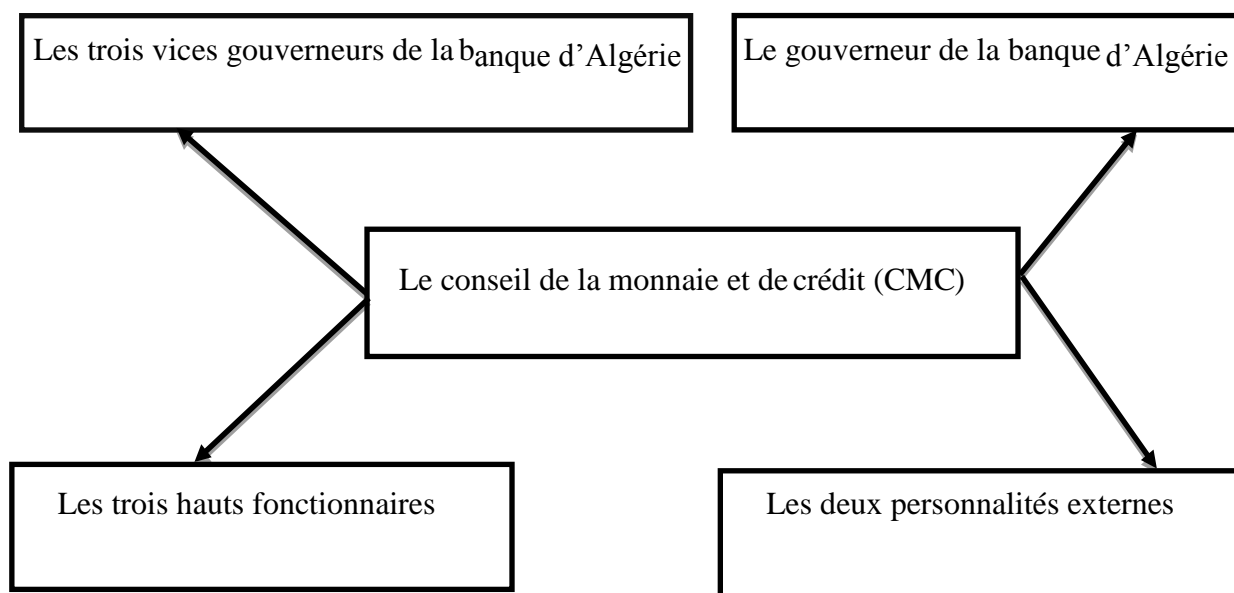 Les trois vices gouverneurs de la banque d’Algérie
Le gouverneur de la banque d’Algérie
Le conseil de la monnaie et de crédit (CMC)
Les trois hauts fonctionnaires
Les deux personnalités externes